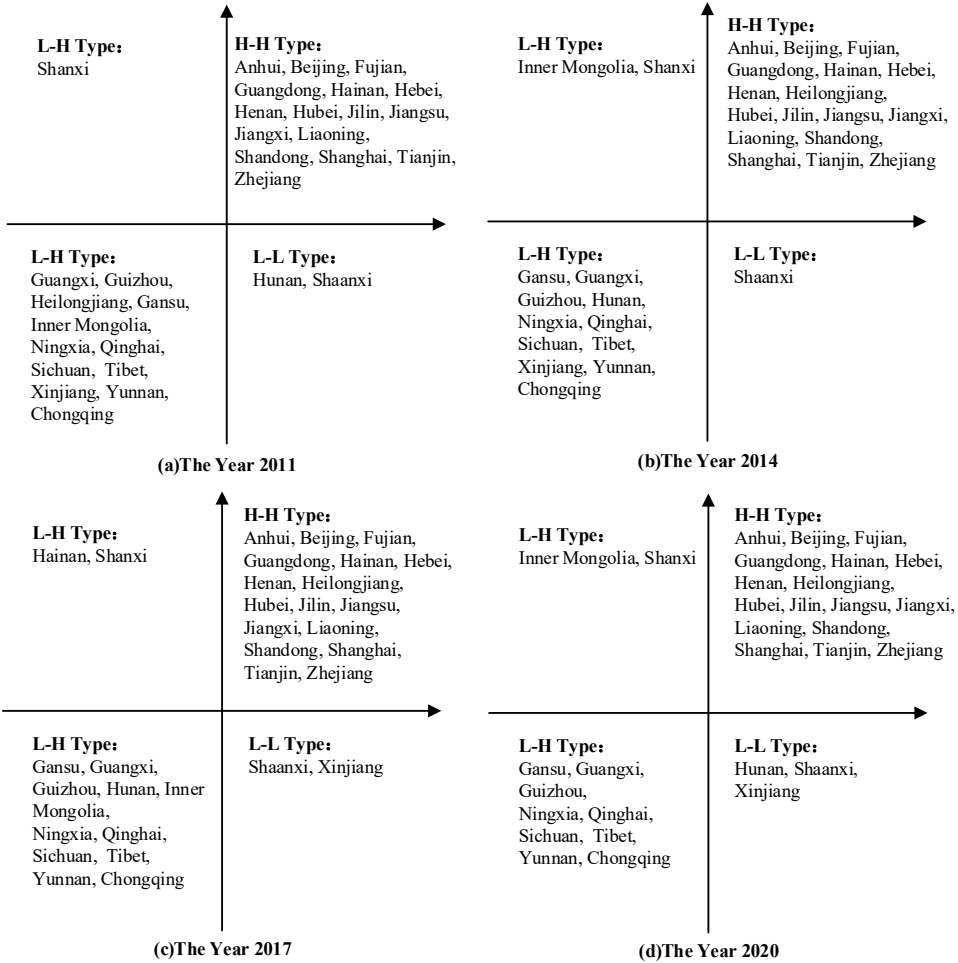 L-H Type：
Shanxi
H-H Type：
Anhui, Beijing, Fujian,
Guangdong, Hainan, Hebei,
Henan, Hubei, Jilin, Jiangsu,
Jiangxi, Liaoning,
Shandong, Shanghai, Tianjin,
Zhejiang
L-H Type：
Guangxi, Guizhou,
Heilongjiang, Gansu,
Inner Mongolia,
Ningxia, Qinghai,
Sichuan, Tibet,
Xinjiang, Yunnan,
Chongqing
L-L Type：
Hunan, Shaanxi
(a)The Year 2011
L-H Type：
Inner Mongolia, Shanxi
H-H Type：
Anhui, Beijing, Fujian,
Guangdong, Hainan, Hebei,
Henan, Heilongjiang,
Hubei, Jilin, Jiangsu, Jiangxi,
Liaoning, Shandong,
Shanghai, Tianjin, Zhejiang
L-H Type：
Gansu, Guangxi,
Guizhou, Hunan,
Ningxia, Qinghai,
Sichuan, Tibet,
Xinjiang, Yunnan,
Chongqing
L-L Type：
Shaanxi
(b)The Year 2014
L-H Type：
Hainan, Shanxi
H-H Type：
Anhui, Beijing, Fujian,
Guangdong, Hainan, Hebei,
Henan, Heilongjiang,
Hubei, Jilin, Jiangsu,
Jiangxi, Liaoning,
Shandong, Shanghai,
Tianjin, Zhejiang
L-H Type：
Gansu, Guangxi,
Guizhou, Hunan, Inner
Mongolia,
Ningxia, Qinghai,
Sichuan, Tibet,
Yunnan, Chongqing
L-L Type：
Shaanxi, Xinjiang
(c)The Year 2017
L-H Type：
Inner Mongolia, Shanxi
H-H Type：
Anhui, Beijing, Fujian,
Guangdong, Hainan, Hebei,
Henan, Heilongjiang,
Hubei, Jilin, Jiangsu, Jiangxi,
Liaoning, Shandong,
Shanghai, Tianjin, Zhejiang
L-H Type：
Gansu, Guangxi,
Guizhou,
Ningxia, Qinghai,
Sichuan, Tibet,
Yunnan, Chongqing
L-L Type：
Hunan, Shaanxi,
Xinjiang
(d)The Year 2020